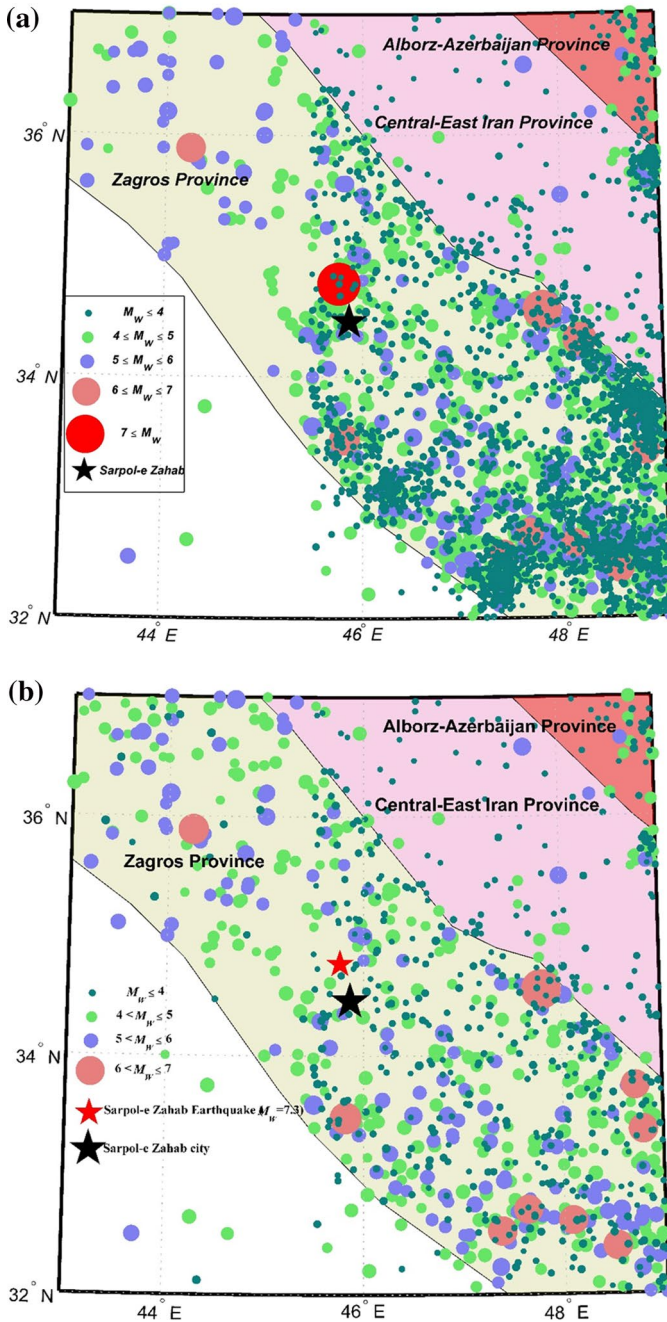 (a)
Alborz-Azerbaijan Province
Central-East Iran Province
Zagros Province
36° N
34° N
32° N
M_W ≤ 4
4 ≤ M_W ≤ 5
5 ≤ M_W ≤ 6
6 ≤ M_W ≤ 7
7 ≤ M_W
Sarpol-e Zahab
44° E
46° E
48° E
(b)
Alborz-Azerbaijan Province
Central-East Iran Province
Zagros Province
36° N
34° N
32° N
M_W ≤ 4
4 < M_W ≤ 5
5 < M_W ≤ 6
6 < M_W ≤ 7
Sarpol-e Zahab Earthquake (M_W=7.3)
Sarpol-e Zahab city
44° E
46° E
48° E